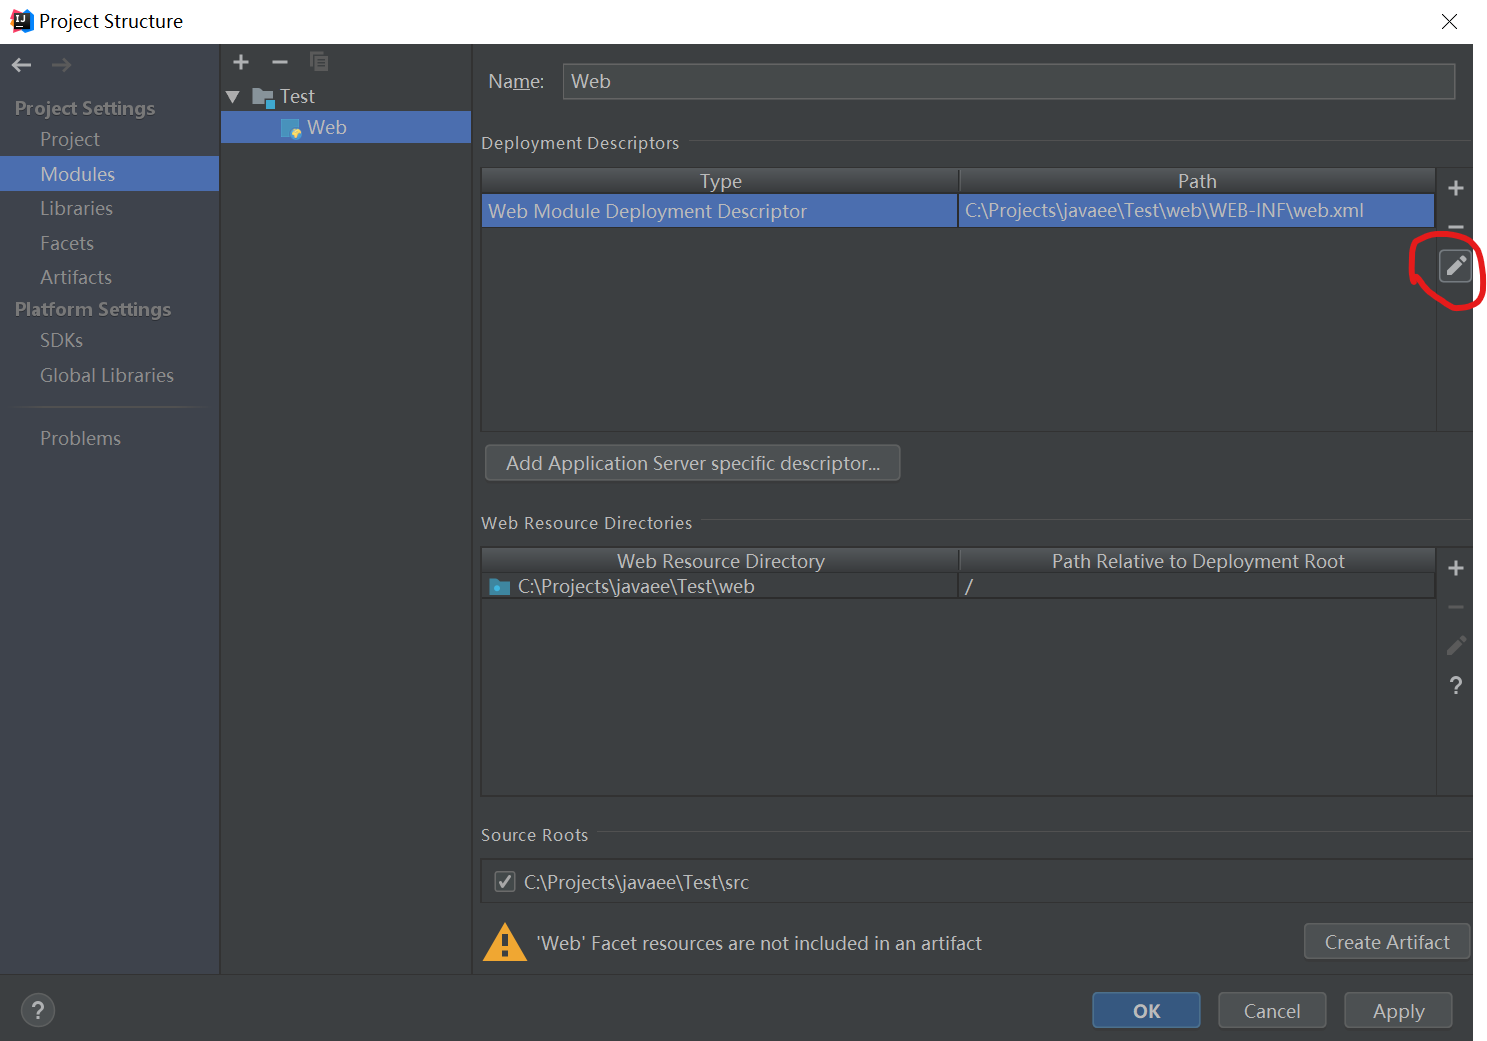 Project Structure
Project Settings
Project
Modules
Libraries
Facets
Artifacts
Platform Settings
SDKs
Global Libraries
Problems
Test
Web
Name: Web
Deployment Descriptors
Type Path
Web Module Deployment Descriptor C:\Projects\javaee\Test\web\WEB-INF\web.xml
Add Application Server specific descriptor...
Web Resource Directories
Web Resource Directory Path Relative to Deployment Root
C:\Projects\javaee\Test\web /
?
Source Roots
C:\Projects\javaee\Test\src
'Web' Facet resources are not included in an artifact
Create Artifact
?
OK Cancel Apply